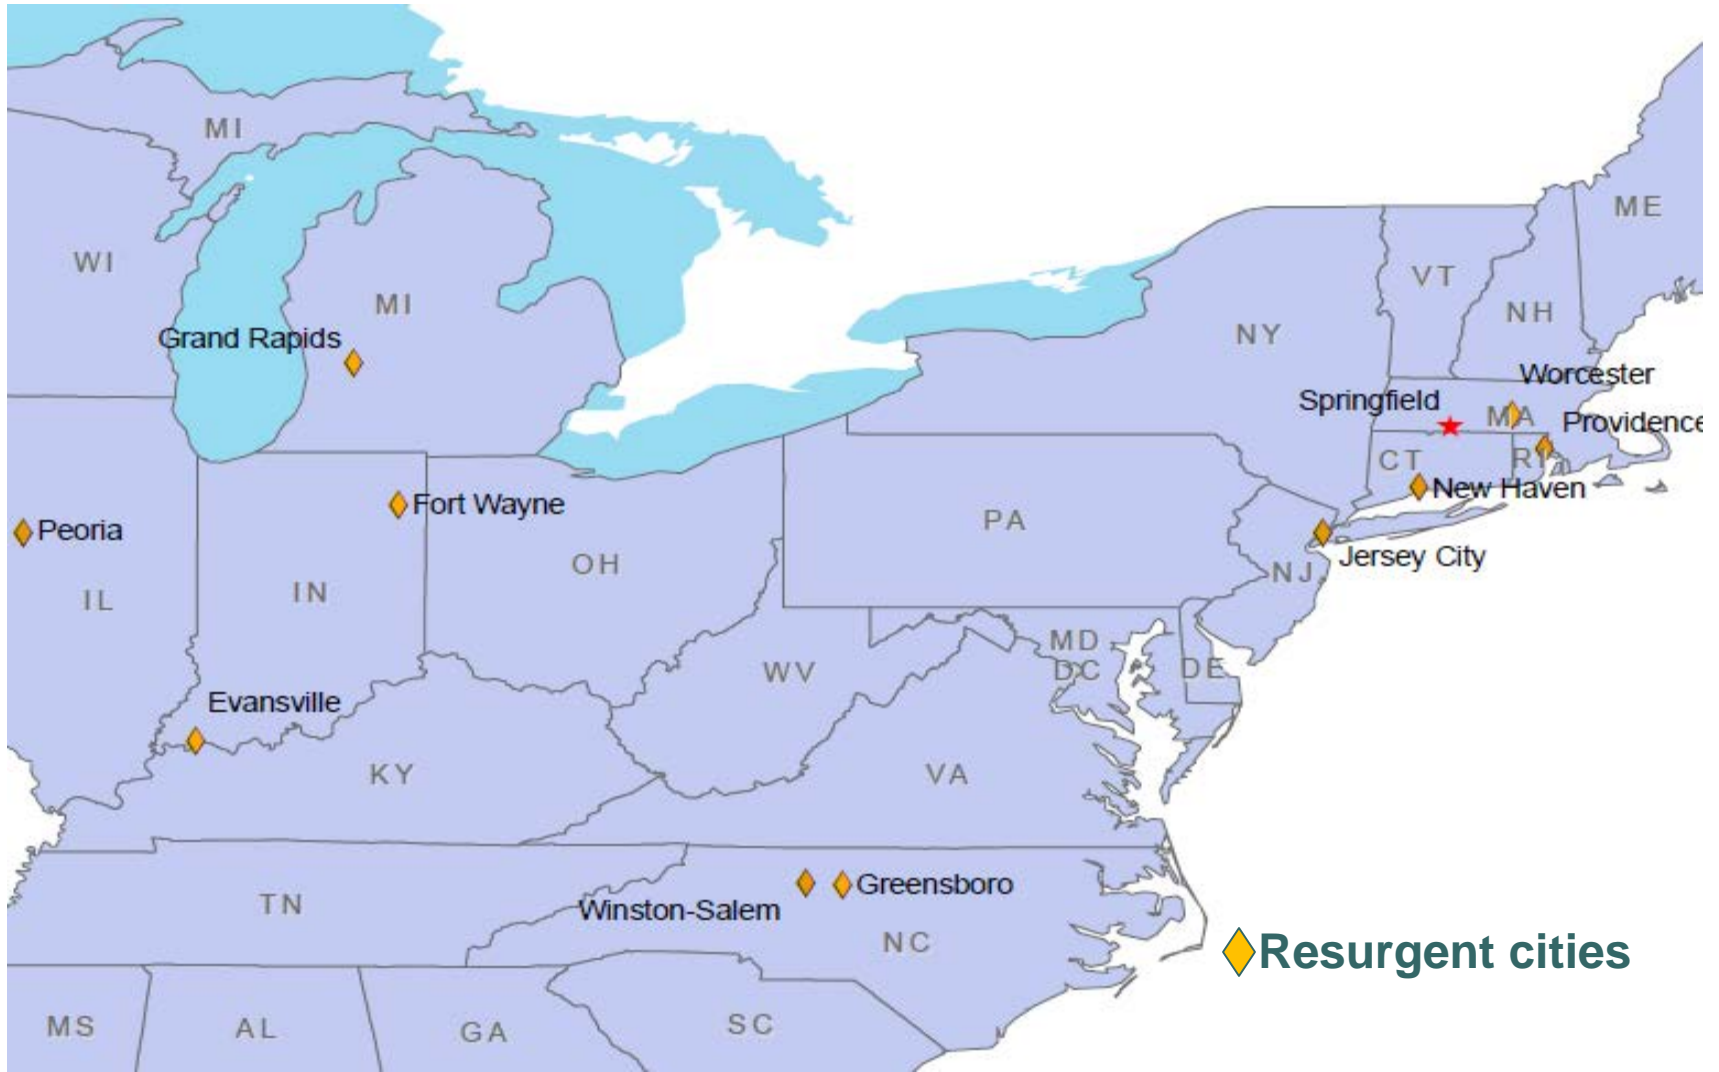 MI
ME
WI
VT
MI
NH
NY
Grand Rapids
Worcester
Springfield
MA
Providence
CT
RI
New Haven
Fort Wayne
PA
Peoria
Jersey City
OH
NJ
IN
IL
MD
DC
DE
WV
Evansville
KY
VA
Greensboro
TN
Winston-Salem
NC
Resurgent cities
MS
AL
GA
SC